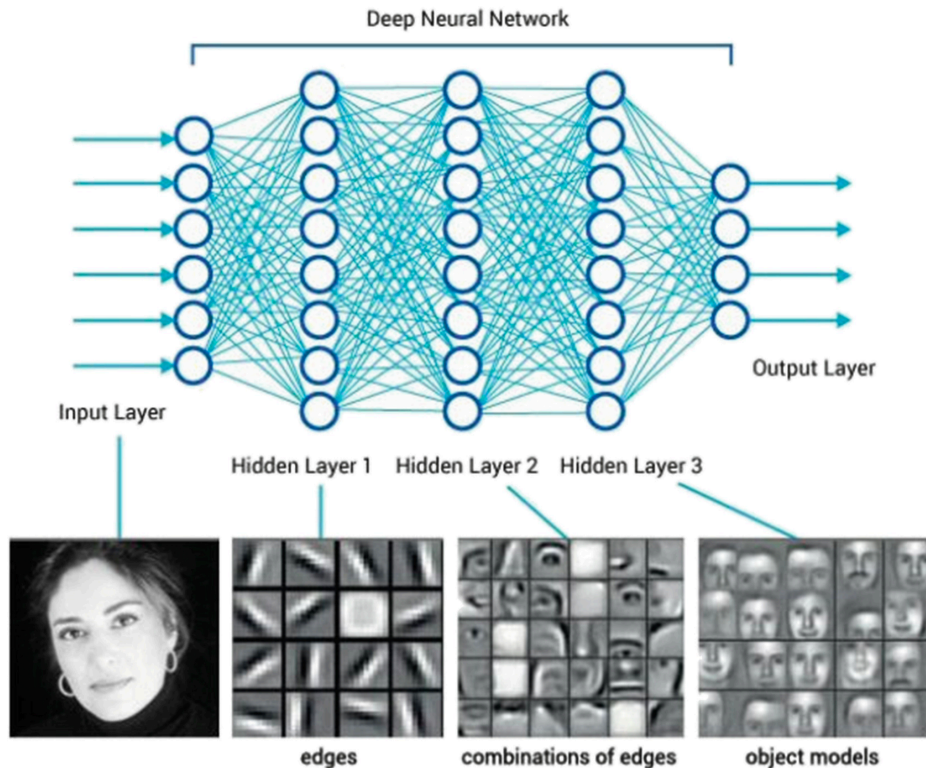 Deep Neural Network
Output Layer
Input Layer
Hidden Layer 1
Hidden Layer 2
Hidden Layer 3
edges
combinations of edges
object models